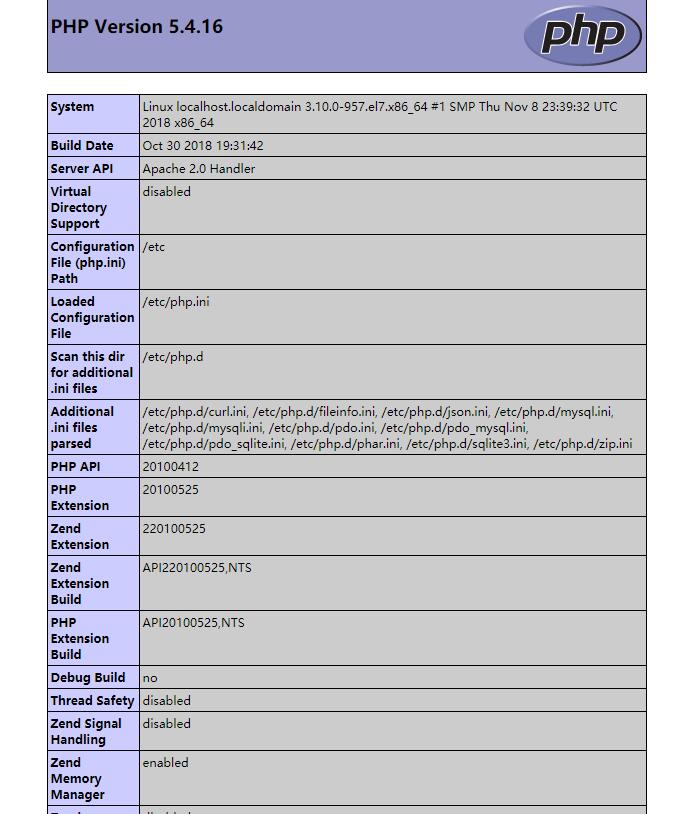 PHP Version 5.4.16
php
System
Linux localhost.localdomain 3.10.0-957.el7.x86_64 #1 SMP Thu Nov 8 23:39:32 UTC
2018 x86_64
Build Date
Oct 30 2018 19:31:42
Server API
Apache 2.0 Handler
Virtual
Directory
Support
disabled
Configuration
File (php.ini)
Path
/etc
Loaded
Configuration
File
/etc/php.ini
Scan this dir
for additional
.ini files
/etc/php.d
Additional
.ini files
parsed
/etc/php.d/curl.ini, /etc/php.d/fileinfo.ini, /etc/php.d/json.ini, /etc/php.d/mysql.ini,
/etc/php.d/mysqli.ini, /etc/php.d/pdo.ini, /etc/php.d/pdo_mysql.ini,
/etc/php.d/pdo_sqlite.ini, /etc/php.d/phar.ini, /etc/php.d/sqlite3.ini, /etc/php.d/zip.ini
PHP API
20100412
PHP
Extension
20100525
Zend
Extension
220100525
Zend
Extension
Build
API220100525,NTS
PHP
Extension
Build
API20100525,NTS
Debug Build
no
Thread Safety
disabled
Zend Signal
Handling
disabled
Zend
Memory
Manager
enabled